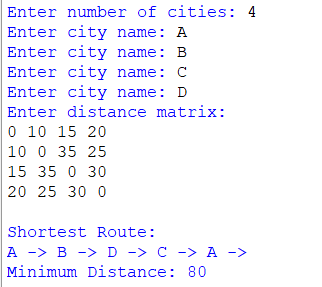 Enter number of cities: 4
Enter city name: A
Enter city name: B
Enter city name: C
Enter city name: D
Enter distance matrix:
0 10 15 20
10 0 35 25
15 35 0 30
20 25 30 0
Shortest Route:
A -> B -> D -> C -> A ->
Minimum Distance: 80